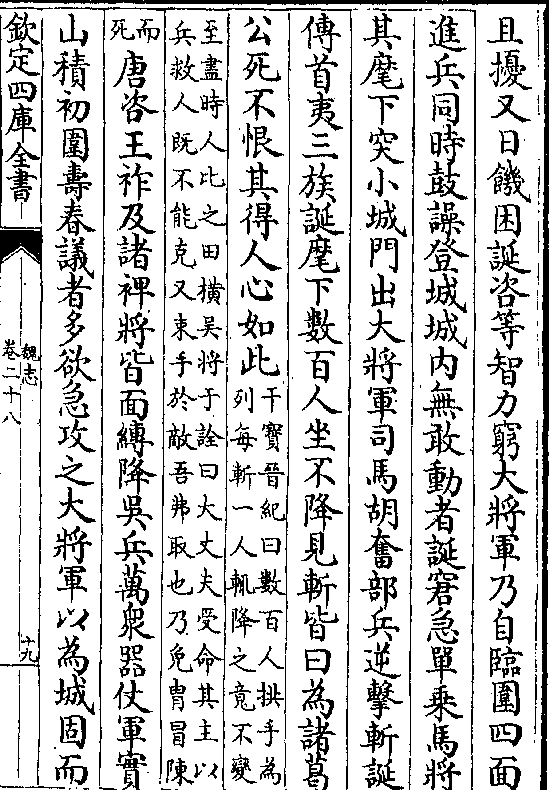 且擾又日饑困誕咨等智力窮大將軍乃自臨圍四面
進兵同時鼓譟登城城内無敢動者誕窘急單乗馬將
其麾下突小城門出大將軍司馬胡奮部兵逆擊斬誕
傳首夷三族誕麾下數百人坐不降見斬皆曰為諸葛
公死不恨其得人心如此
干寳晉紀曰數百人拱手為
列每斬一人輒降之竟不變
至盡時人比之田橫吳將于詮曰大丈夫受命其主以
兵救人既不能克又束手於敵吾弗取也乃免胄冒陳
而
死
唐咨王祚及諸裨將皆面縛降吳兵萬衆器仗軍實
山積初圍夀春議者多欲急攻之大將軍以為城固而
欽定四庫全書
魏志
卷二十八
十九